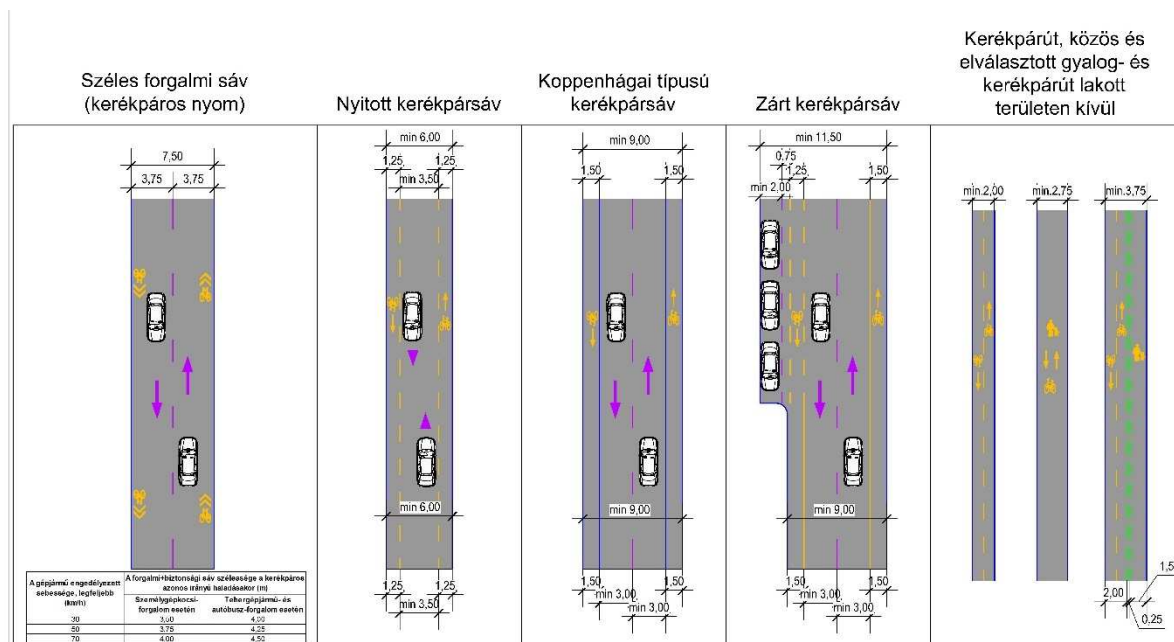 Széles forgalmi sáv
(kerékpáros nyom)
Nyitott kerékpársáv
Koppenhágai típusú
kerékpársáv
Zárt kerékpársáv
Kerékpárút, közös és
elválasztott gyalog- és
kerékpárút lakott
területen kívül
7,50
3,75 3,75
min 6,00
1,25 1,25
min 3,50
min 6,00
1,25 1,25
min 3,50
min 9,00
1,50 1,50
min 9,00
1,50 1,50
min 3,00
min 3,00
min 11,50
0,75
1,25 1,50
min 2,00
min 9,00
1,50 1,50
min 3,00
min 3,00
min.2,00 min.2,75 min.3,75
2,00
0,25
A gépjármű engedélyezett
sebessége, legfeljebb
(km/h)
A forgalmi+biztonsági sáv szélessége a kerékpáros
azonos irányú haladásakor (m)
Személygépkocsi-
forgalom esetén
Tehergépjármű- és
autóbusz-forgalom esetén
30 3,50 4,00
50 3,75 4,25
70 4,00 4,50